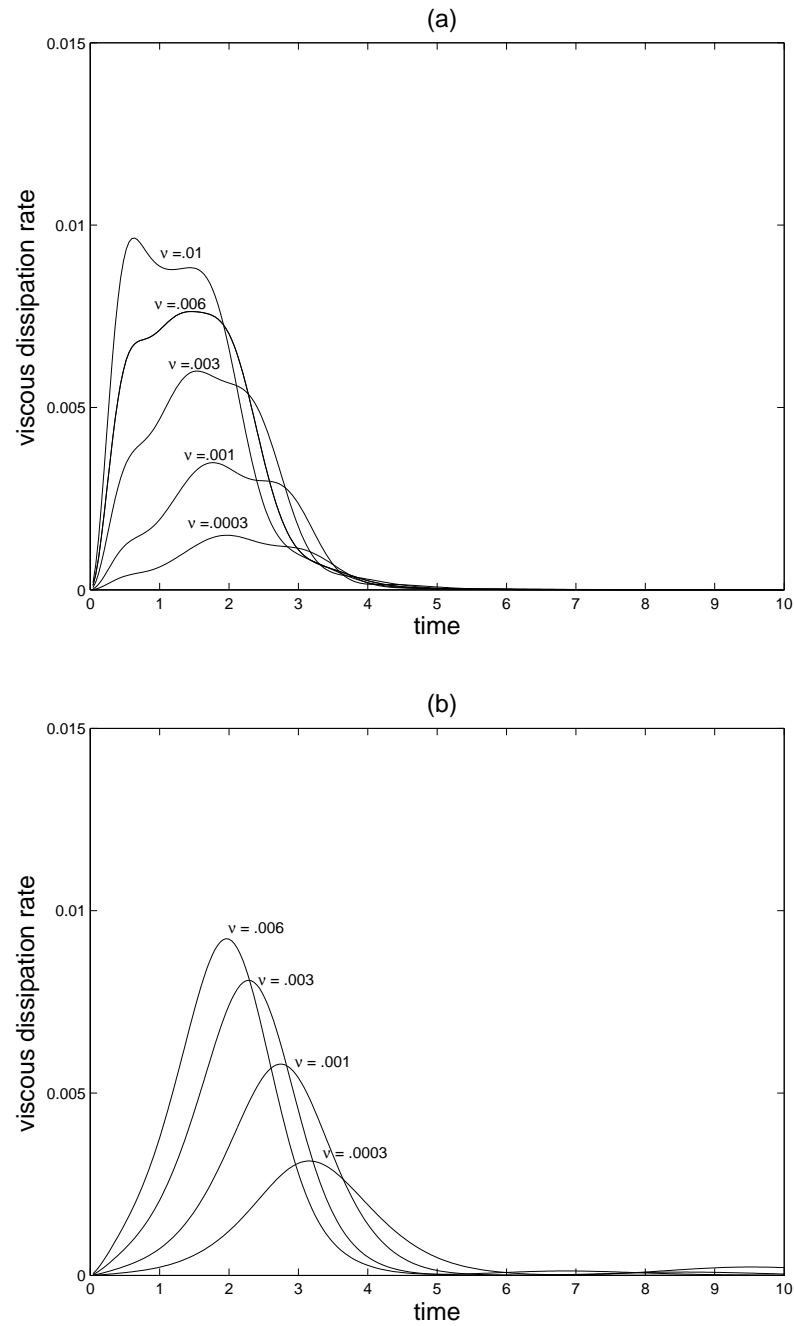 (a)
0.015
0.01
0.005
0
viscous dissipation rate
ν =.01
ν =.006
ν =.003
ν =.001
ν =.0003
0 1 2 3 4 5 6 7 8 9 10
time
(b)
0.015
0.01
0.005
0
viscous dissipation rate
ν = .006
ν = .003
ν = .001
ν = .0003
0 1 2 3 4 5 6 7 8 9 10
time